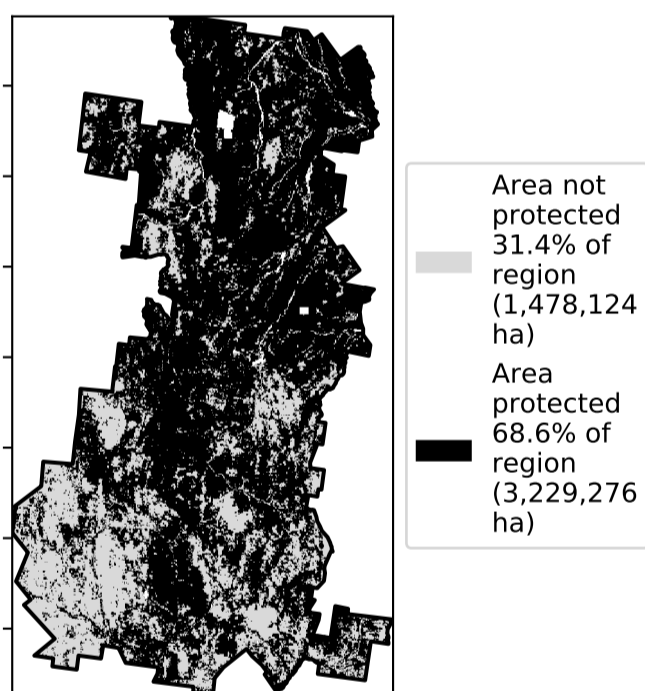 Area not
protected
31.4% of
region
(1,478,124
ha)
Area
protected
68.6% of
region
(3,229,276
ha)